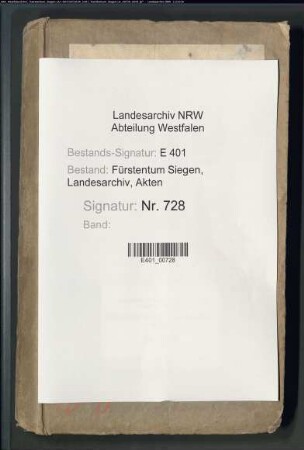 Landesarchiv NRW
Abteilung Westfalen
Bestands-Signatur: E 401
Bestand: Fürstentum Siegen,
Landesarchiv, Akten
Signatur: Nr. 728
Band:
E401_00728